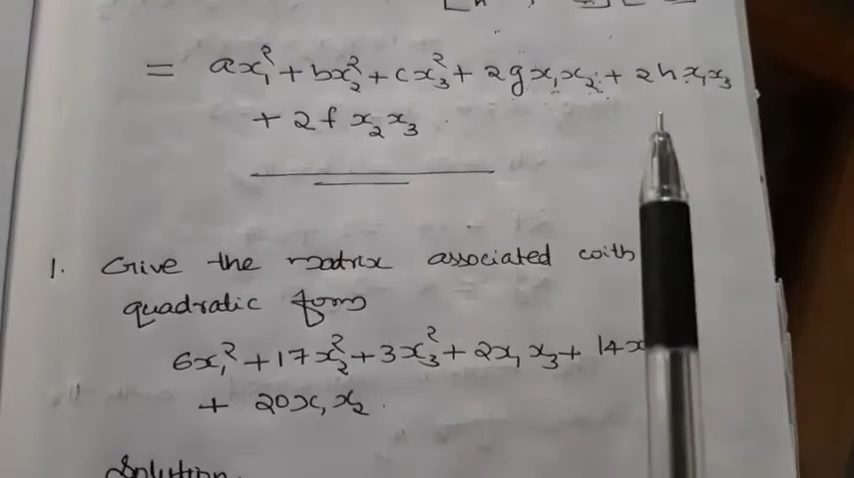 = ax₁² + bx₂² + cx₃² + 2gx₁x₂ + 2hx₁x₃
+ 2f x₂x₃
1. Give the matrix associated with
quadratic form
6x₁² + 17x₂² + 3x₃² + 2x₁x₃ + 14x
+ 20x₁x₂.
Solution